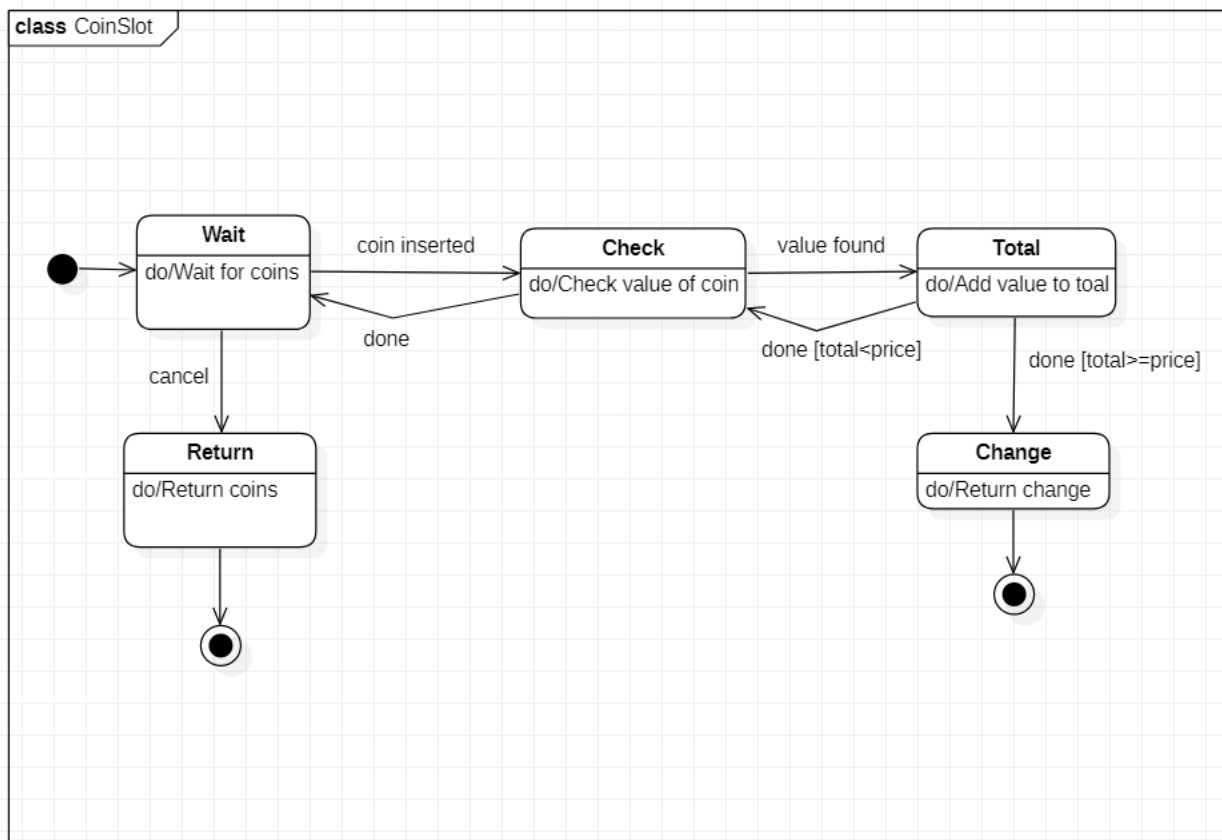 class CoinSlot
Wait
do/Wait for coins
coin inserted
Check
do/Check value of coin
value found
Total
do/Add value to toal
done
done [total<price]
cancel
done [total>=price]
Return
do/Return coins
Change
do/Return change